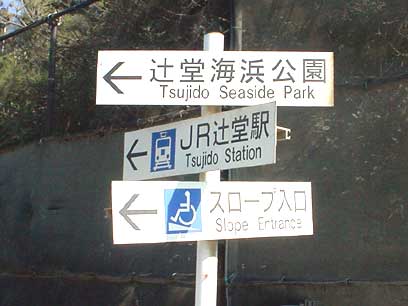 辻堂海浜公園
Tsujido Seaside Park
JR辻堂駅
Tsujido Station
スロープ入口
Slope Entrance